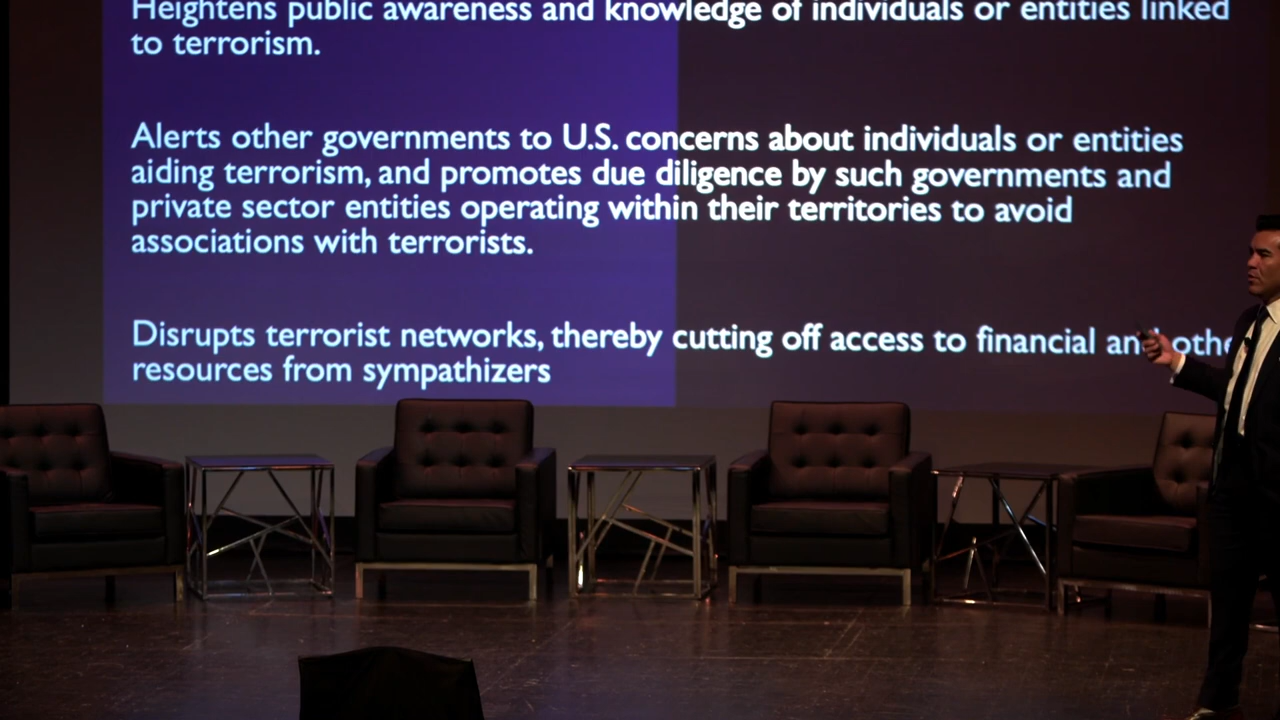 Heightens public awareness and knowledge of individuals or entities linked
to terrorism.
Alerts other governments to U.S. concerns about individuals or entities
aiding terrorism, and promotes due diligence by such governments and
private sector entities operating within their territories to avoid
associations with terrorists.
Disrupts terrorist networks, thereby cutting off access to financial and othe
resources from sympathizers